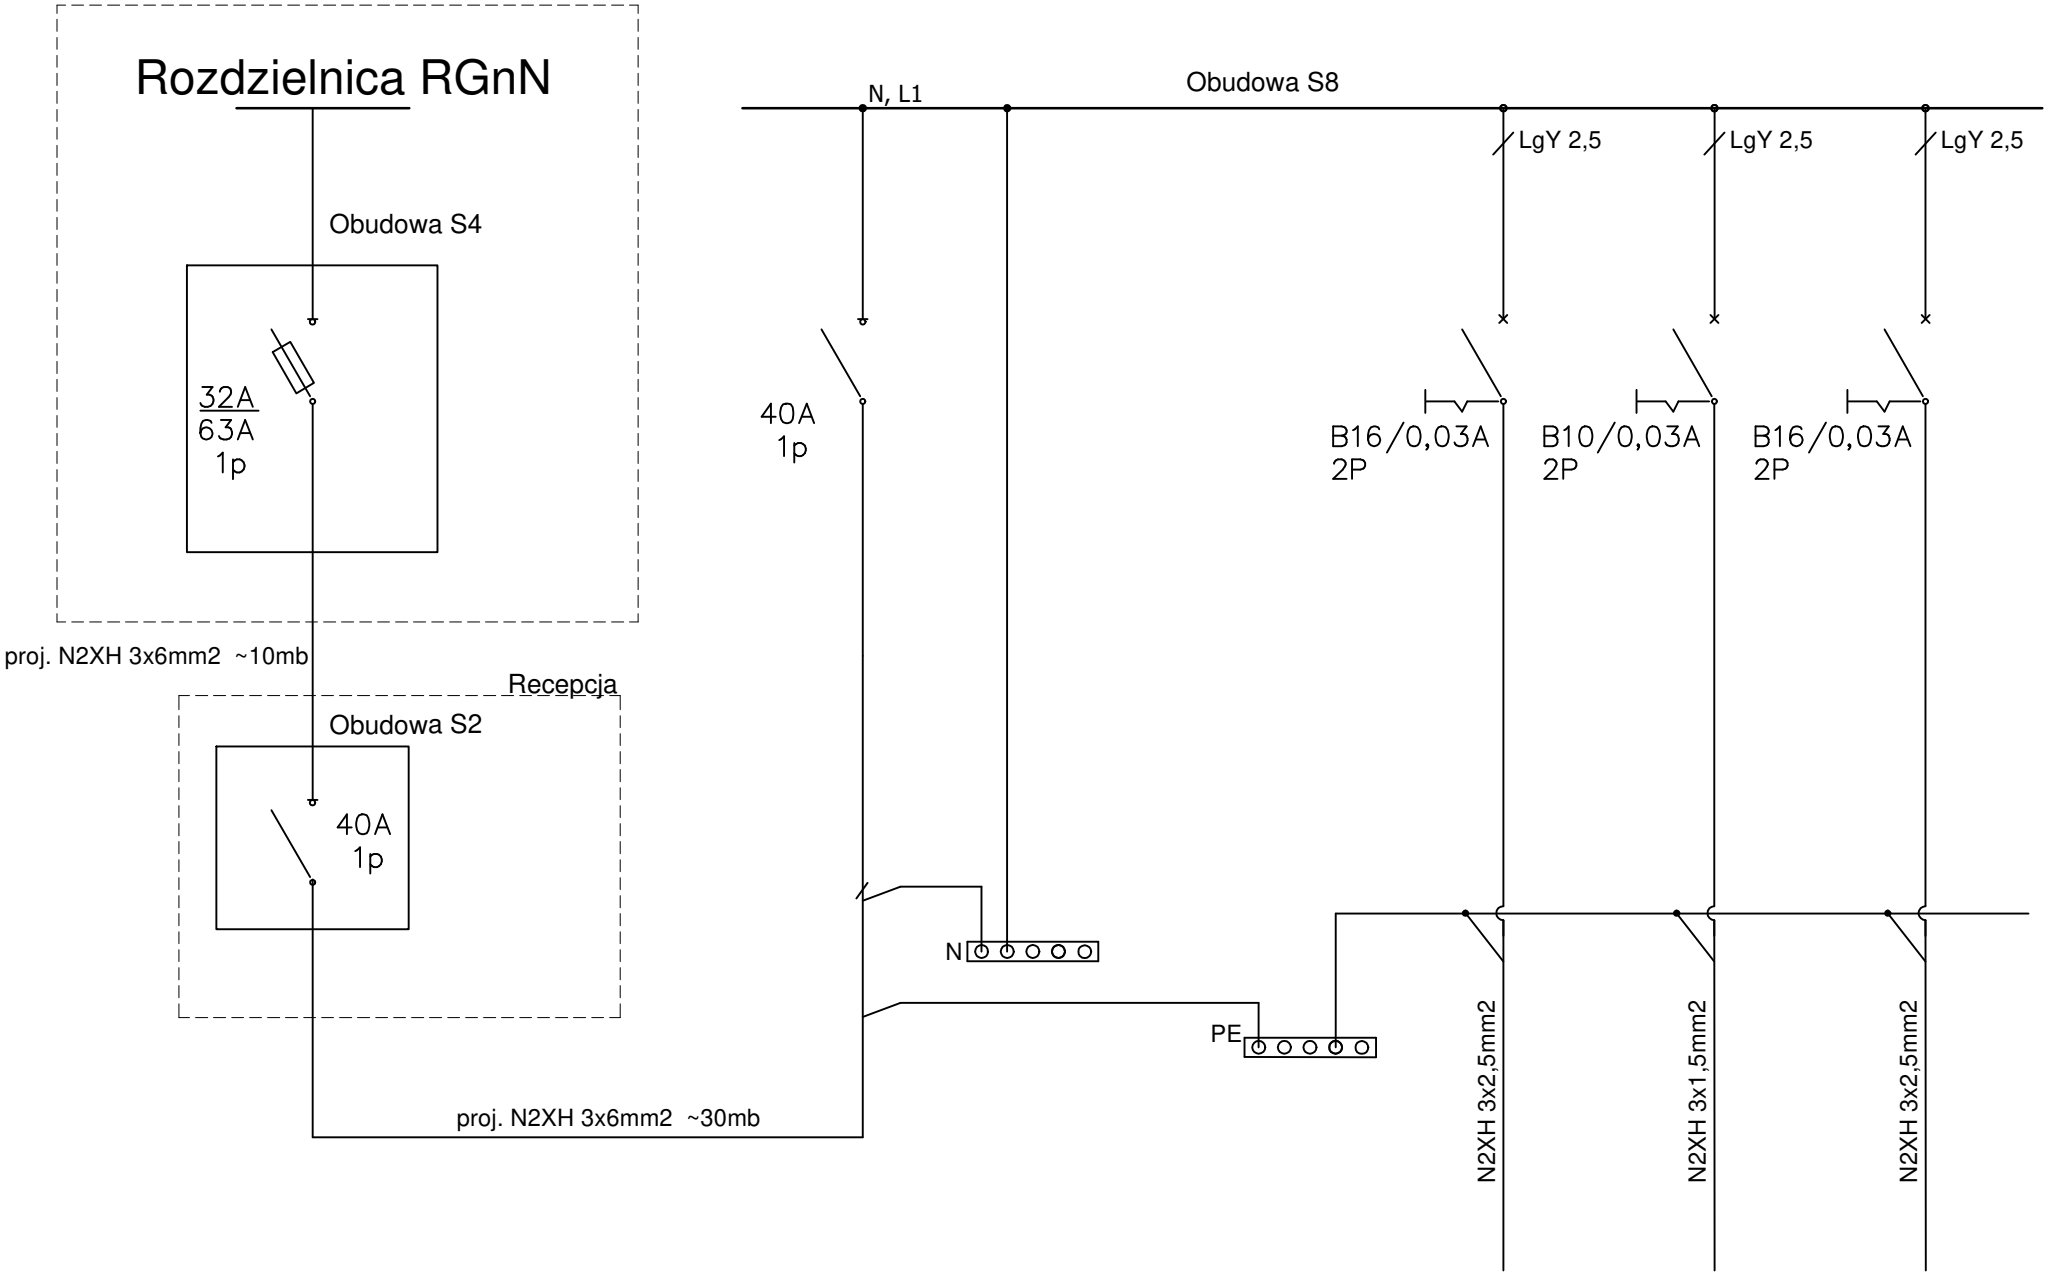 Rozdzielnica RGnN
Obudowa S4
32A
63A
1p
proj. N2XH 3x6mm2 ~10mb
Recepcja
Obudowa S2
40A
1p
proj. N2XH 3x6mm2 ~30mb
N, L1
Obudowa S8
LgY 2,5
LgY 2,5
LgY 2,5
40A
1p
B16/0,03A
2P
B10/0,03A
2P
B16/0,03A
2P
N
PE
N2XH 3x2,5mm2
N2XH 3x1,5mm2
N2XH 3x2,5mm2